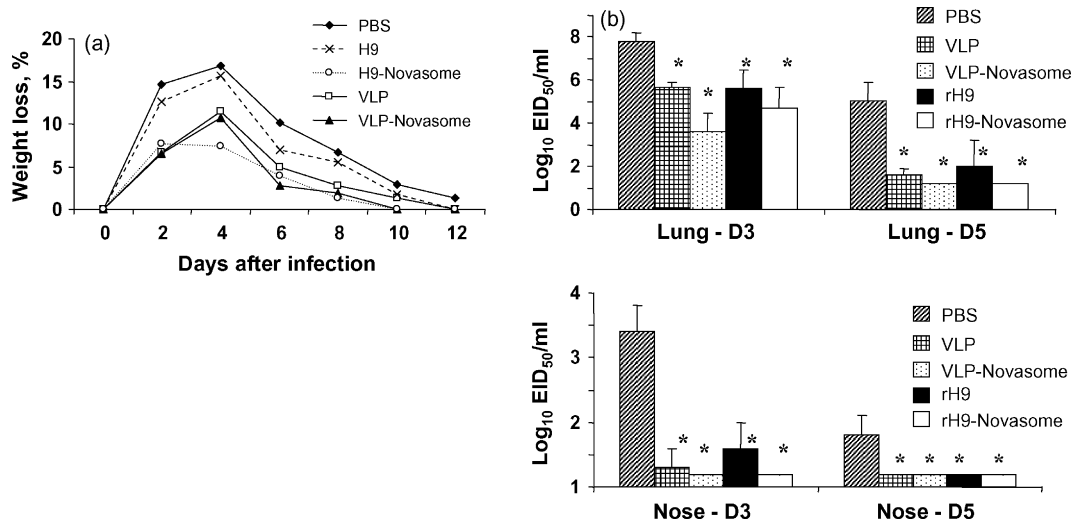 (a)
PBS
H9
H9-Novasome
VLP
VLP-Novasome
Weight loss, %
20
15
10
5
0
0 2 4 6 8 10 12
Days after infection
(b)
PBS
VLP
VLP-Novasome
rH9
rH9-Novasome
Log10 EID50/ml
8
6
4
2
0
* * * *
* * * *
Lung - D3 Lung - D5
PBS
VLP
VLP-Novasome
rH9
rH9-Novasome
Log10 EID50/ml
4
3
2
1
* * * *
* * * *
Nose - D3 Nose - D5